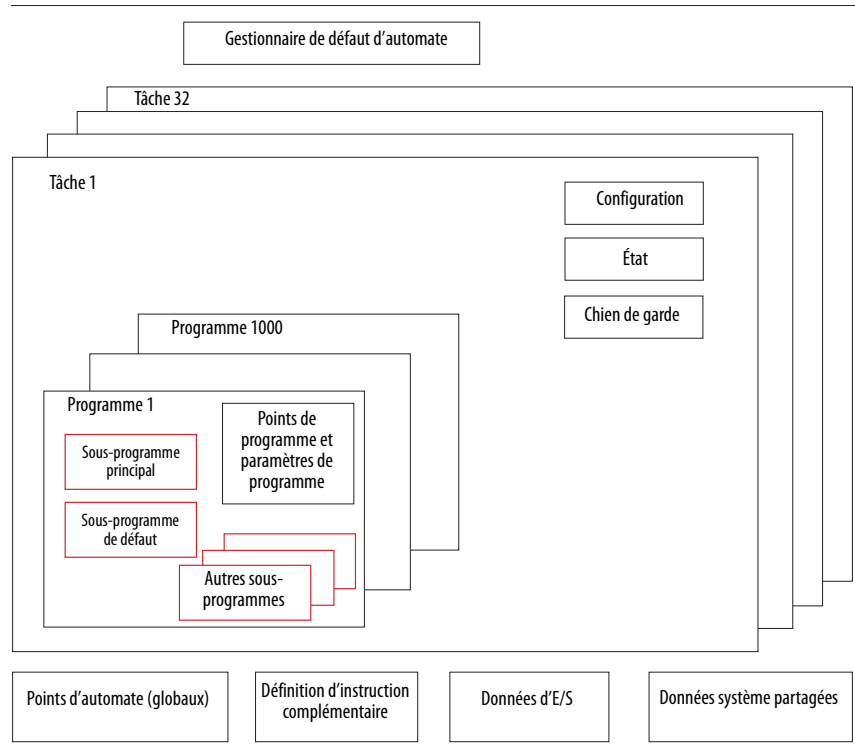 Gestionnaire de défaut d’automate
Tâche 32
Tâche 1
Configuration
État
Chien de garde
Programme 1000
Programme 1
Points de
programme et
paramètres de
programme
Sous-programme
principal
Sous-programme
de défaut
Autres sous-
programmes
Points d’automate (globaux)
Définition d’instruction
complémentaire
Données d’E/S
Données système partagées